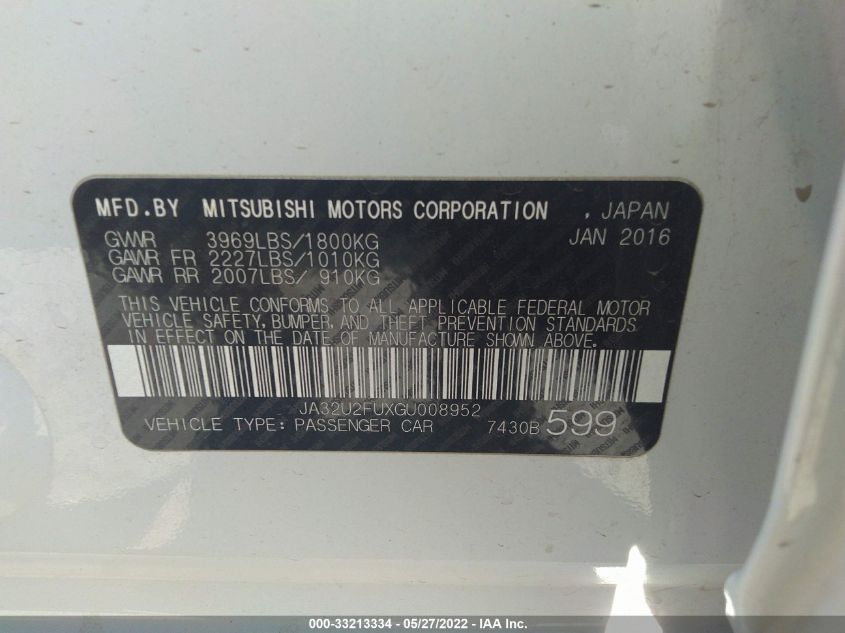 MFD.BY MITSUBISHI MOTORS CORPORATION , JAPAN
GVWR 3969LBS/1800KG JAN 2016
GAWR FR 2227LBS/1010KG
GAWR RR 2007LBS/ 910KG
THIS VEHICLE CONFORMS TO ALL APPLICABLE FEDERAL MOTOR
VEHICLE SAFETY, BUMPER, AND THEFT PREVENTION STANDARDS
IN EFFECT ON THE DATE OF MANUFACTURE SHOWN ABOVE.
JA32U2FUXGU008952
VEHICLE TYPE: PASSENGER CAR 7430B 599
000-33213334 - 05/27/2022 - IAA Inc.